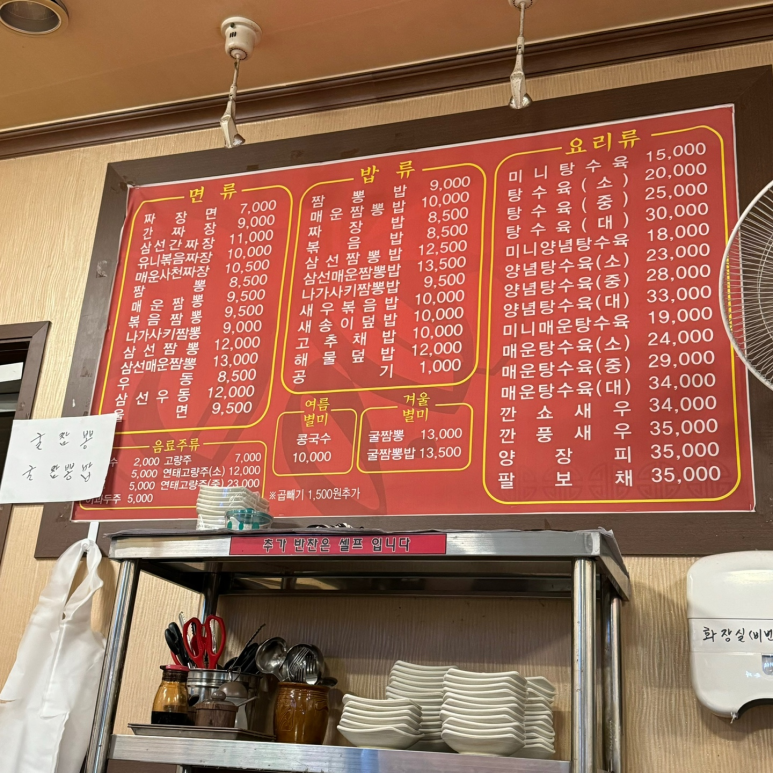 면 류
짜장면 7,000
간짜장 9,000
삼선간짜장 11,000
유니볶음짜장 10,000
매운사천짜장 10,500
짬뽕 8,500
매운짬뽕 9,500
볶음짬뽕 9,500
나가사키짬뽕 9,000
삼선짬뽕 12,000
삼선매운짬뽕 13,000
우동 8,500
삼선우동 12,000
울면 9,500
음료주류
2,000 고량주 7,000
5,000 연태고량주(소) 12,000
5,000 연태고량주(중) 23,000
5,000
밥 류
짬뽕밥 9,000
매운짬뽕밥 10,000
짜장밥 8,500
볶음밥 8,500
삼선짬뽕밥 12,500
삼선매운짬뽕밥 13,500
나가사키짬뽕밥 9,500
새우볶음밥 10,000
새송이덮밥 10,000
고추채밥 10,000
해물덮밥 12,000
공기 1,000
여름
별미
콩국수
10,000
겨울
별미
굴짬뽕 13,000
굴짬뽕밥 13,500
※곱빼기 1,500원추가
요리류
미니탕수육 15,000
탕수육(소) 20,000
탕수육(중) 25,000
탕수육(대) 30,000
미니양념탕수육 18,000
양념탕수육(소) 23,000
양념탕수육(중) 28,000
양념탕수육(대) 33,000
미니매운탕수육 19,000
매운탕수육(소) 24,000
매운탕수육(중) 29,000
매운탕수육(대) 34,000
깐쇼새우 34,000
깐풍새우 35,000
양장피 35,000
팔보채 35,000
굴 짬 뽕
굴 짬뽕밥
추가 반찬은 셀프 입니다
화장실